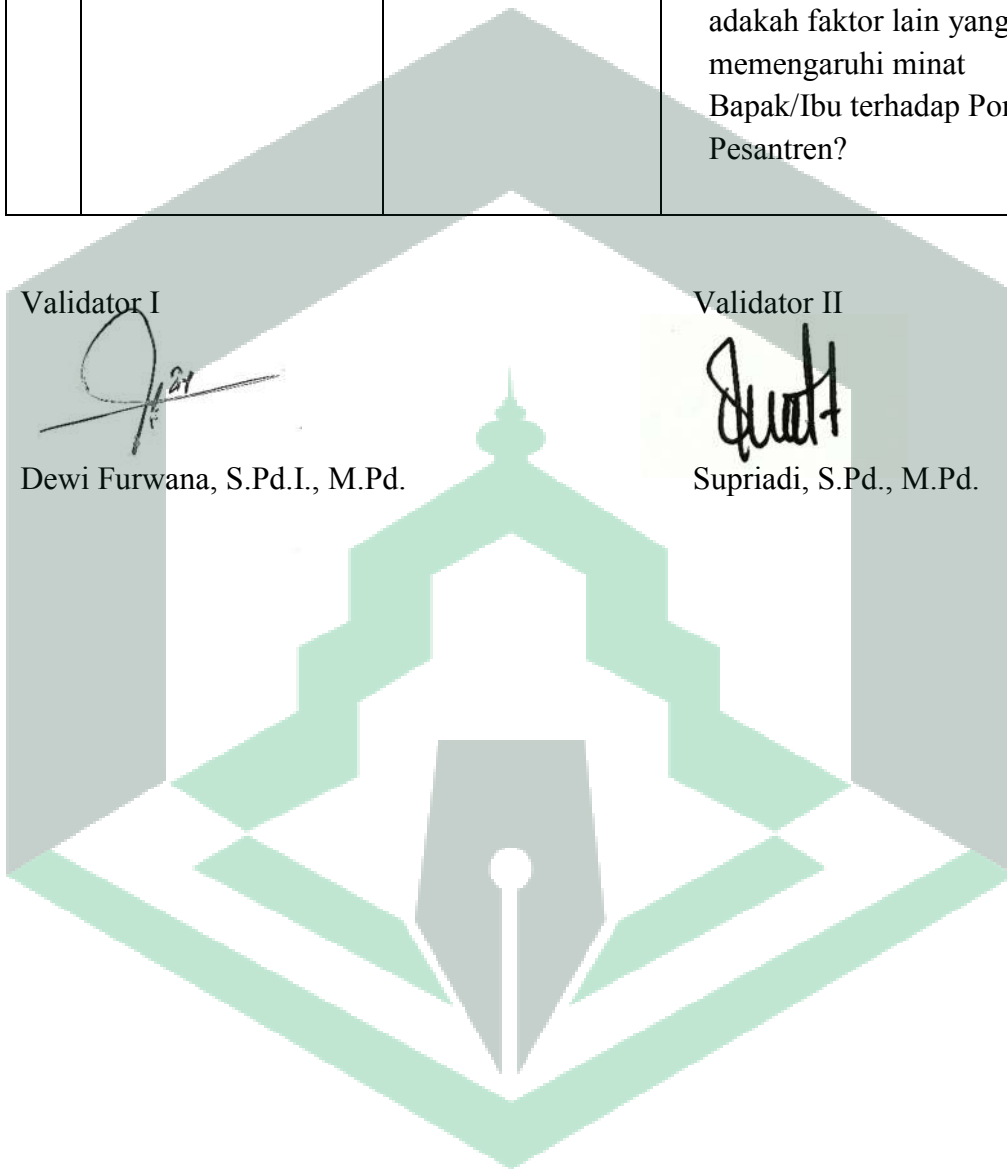 adakah faktor lain yang
memengaruhi minat
Bapak/Ibu terhadap
Pesantren?
Validator I
Validator II
Dewi Furwana, S.Pd.I., M.Pd.
Supriadi, S.Pd., M.Pd.